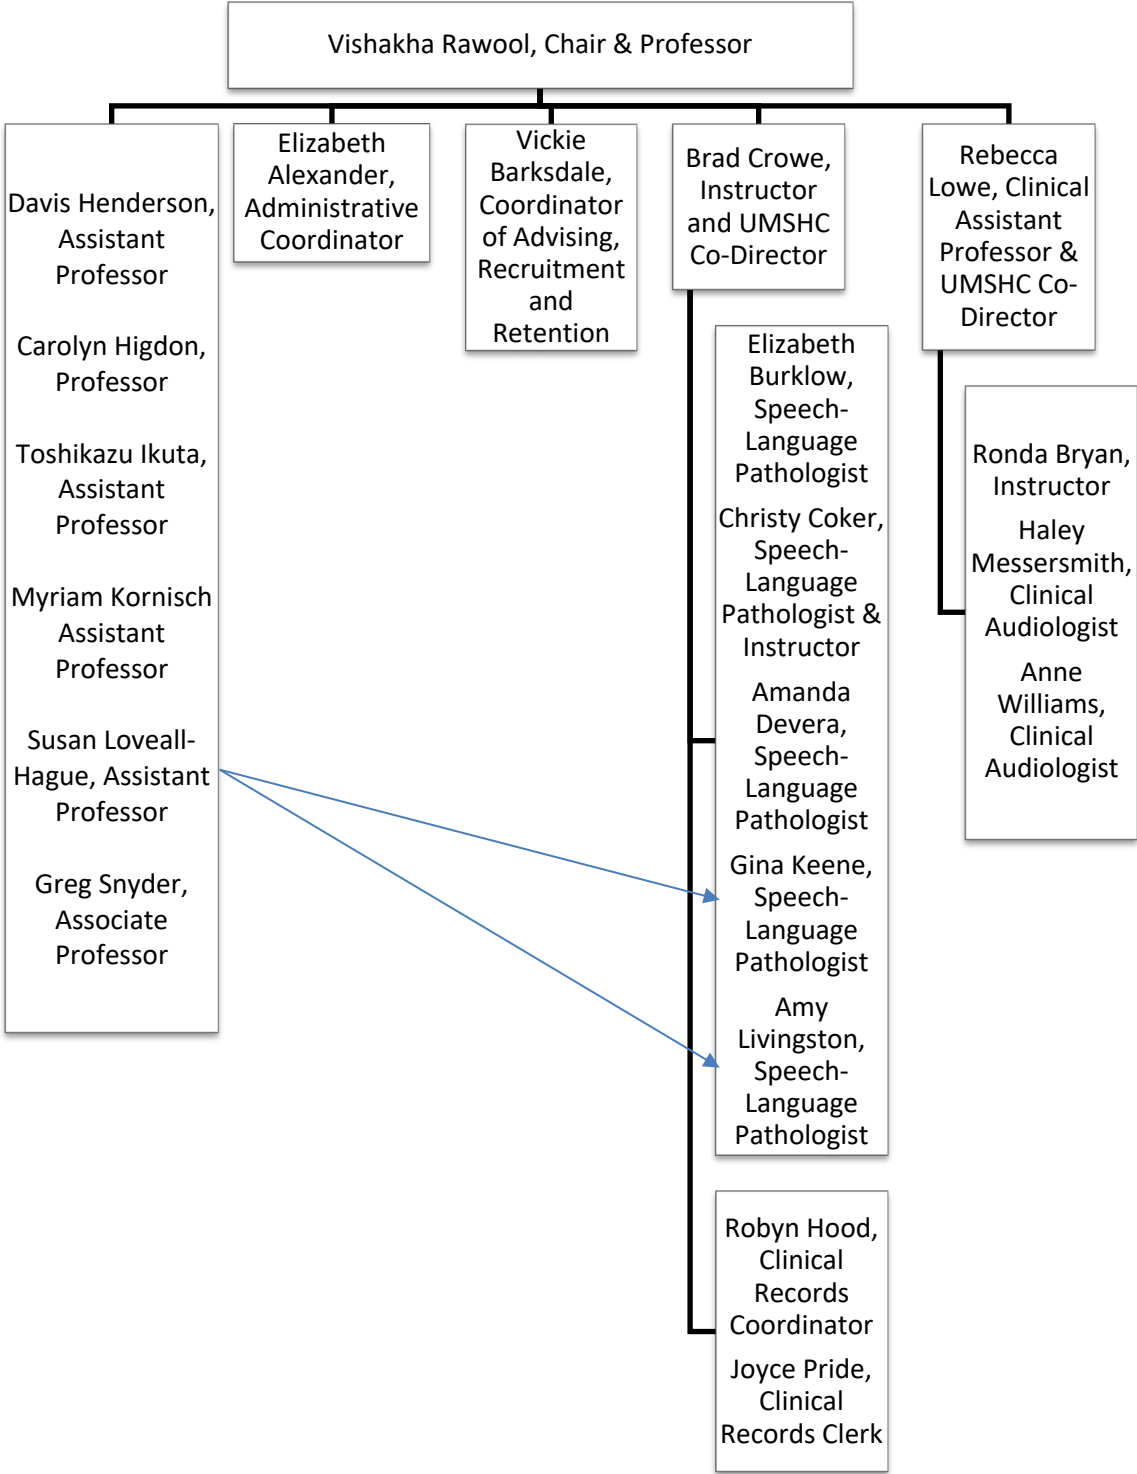 Vishakha Rawool, Chair & Professor
Davis Henderson,
Assistant
Professor
Carolyn Higdon,
Professor
Toshikazu Ikuta,
Assistant
Professor
Myriam Kornisch
Assistant
Professor
Susan Loveall-
Hague, Assistant
Professor
Greg Snyder,
Associate
Professor
Elizabeth
Alexander,
Administrative
Coordinator
Vickie
Barksdale,
Coordinator
of Advising,
Recruitment
and
Retention
Brad Crowe,
Instructor
and UMSHC
Co-Director
Elizabeth
Burklow,
Speech-
Language
Pathologist
Christy Coker,
Speech-
Language
Pathologist &
Instructor
Amanda
Devera,
Speech-
Language
Pathologist
Gina Keene,
Speech-
Language
Pathologist
Amy
Livingston,
Speech-
Language
Pathologist
Robyn Hood,
Clinical
Records
Coordinator
Joyce Pride,
Clinical
Records Clerk
Rebecca
Lowe, Clinical
Assistant
Professor &
UMSHC Co-
Director
Ronda Bryan,
Instructor
Haley
Messersmith,
Clinical
Audiologist
Anne
Williams,
Clinical
Audiologist